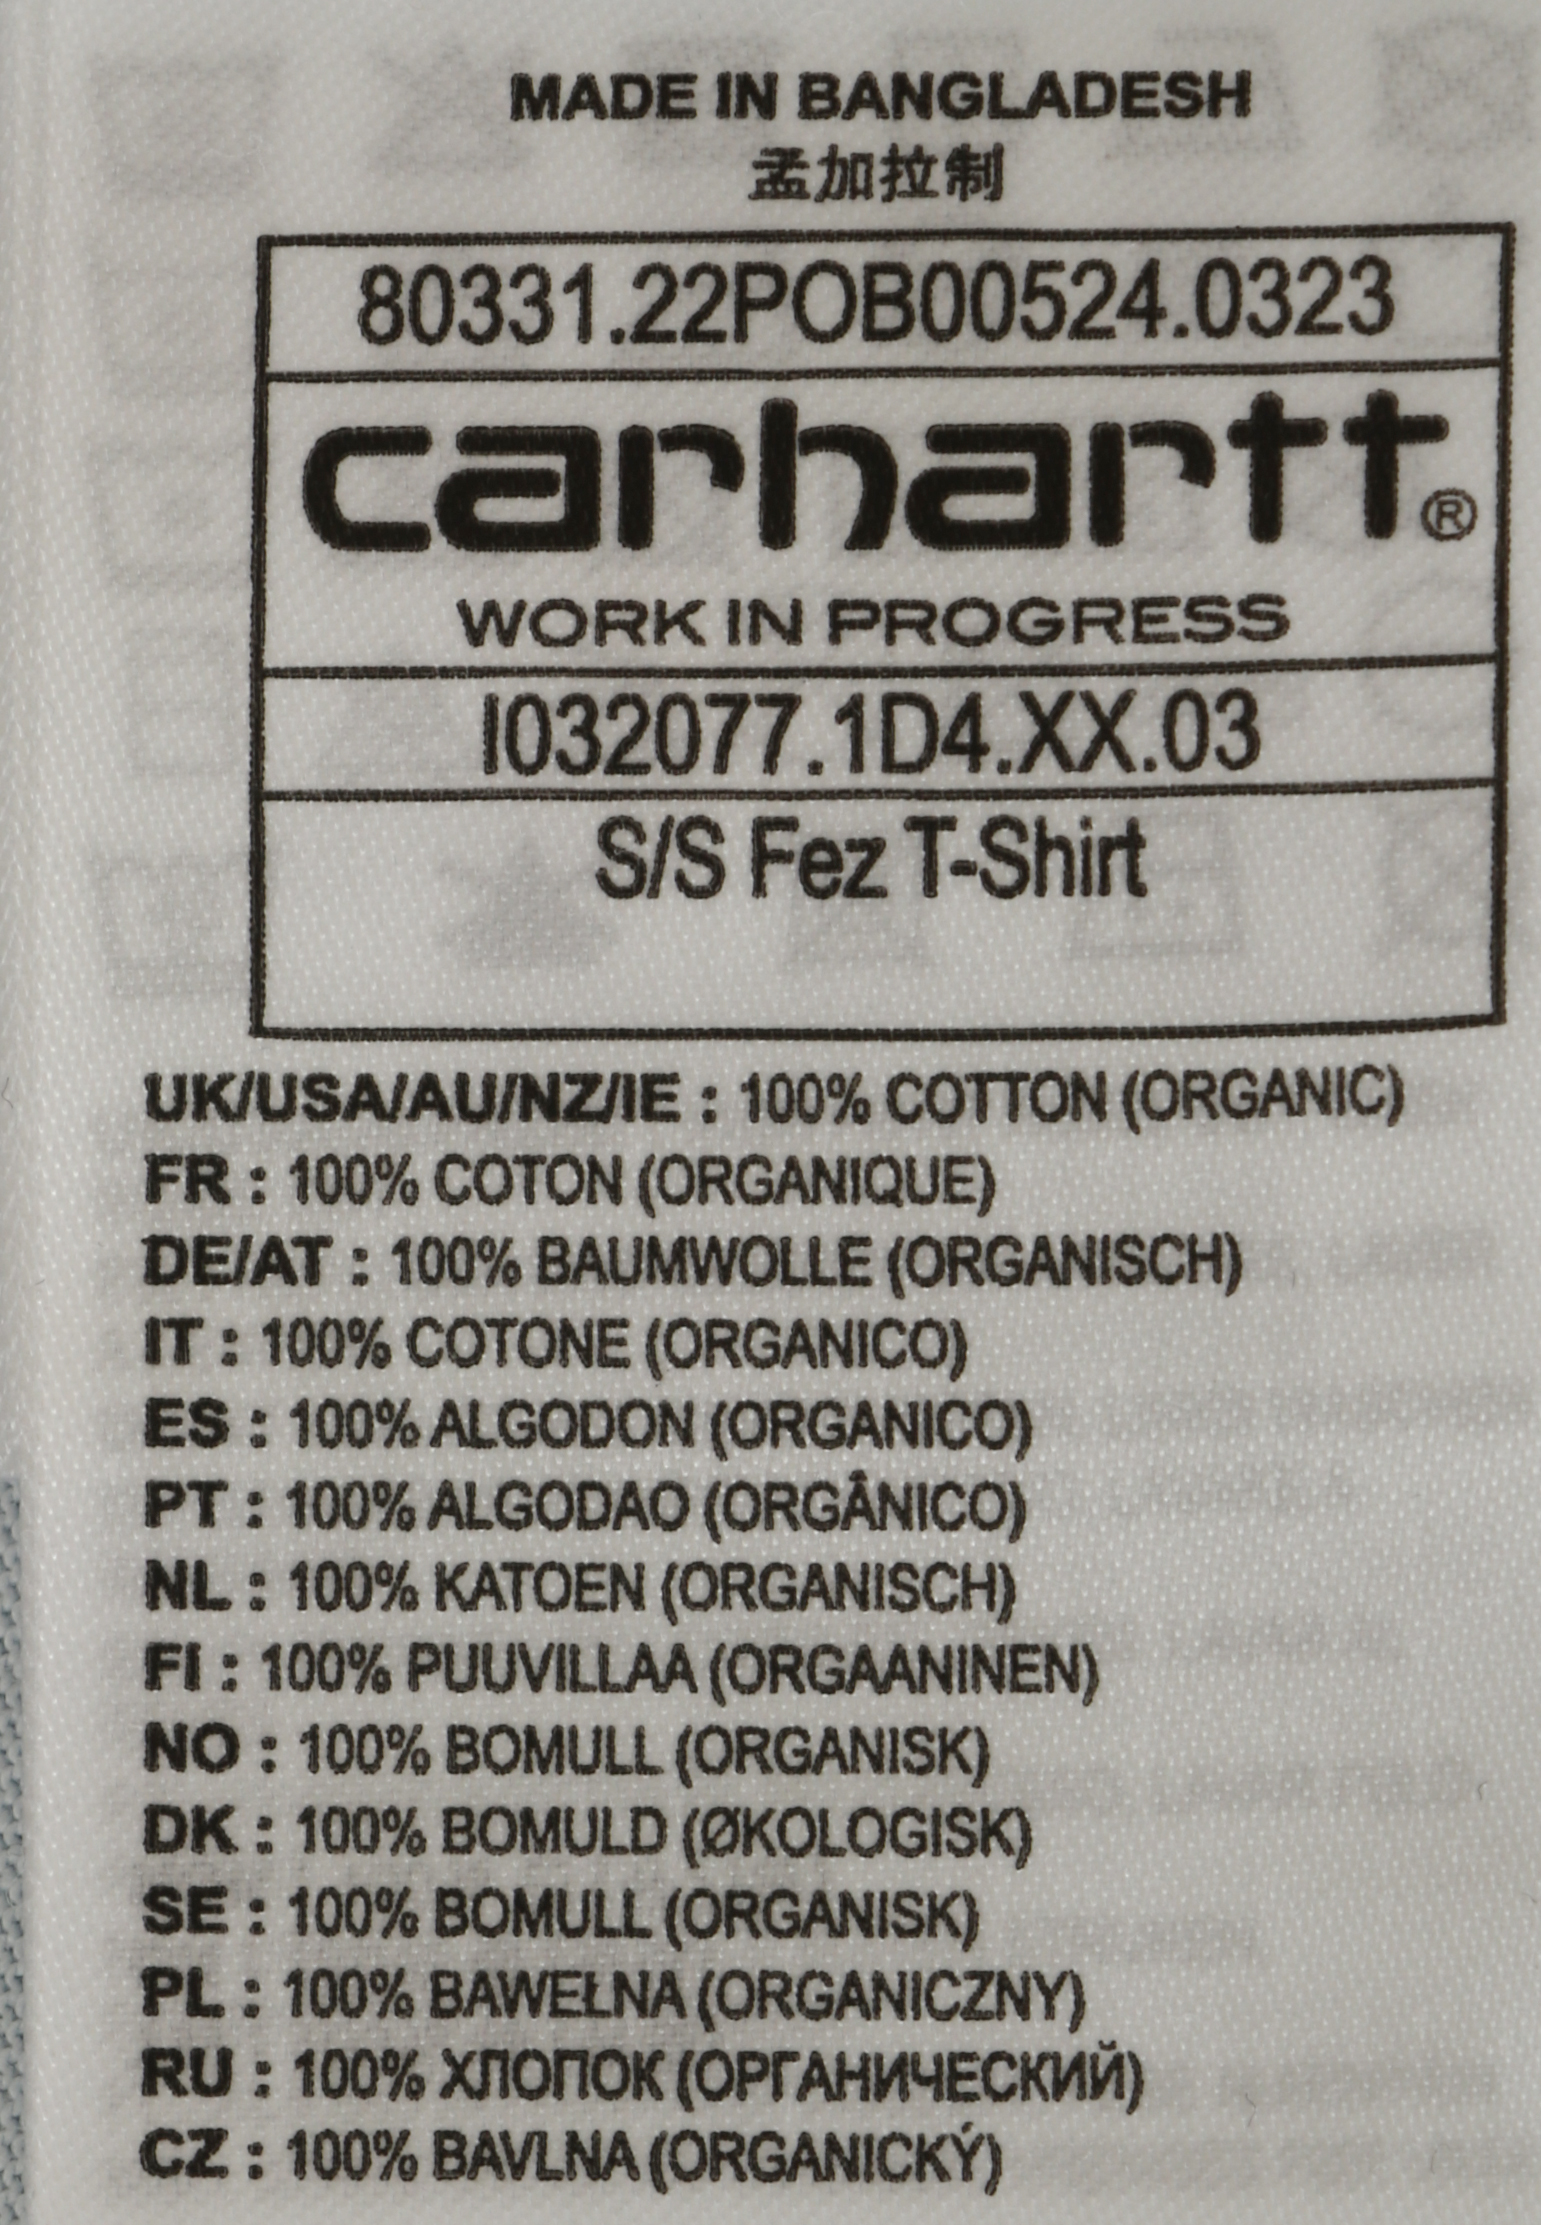 MADE IN BANGLADESH
孟加拉制
80331.22POB00524.0323
carhartt®
WORK IN PROGRESS
I032077.1D4.XX.03
S/S Fez T-Shirt
UK/USA/AU/NZ/IE : 100% COTTON (ORGANIC)
FR : 100% COTON (ORGANIQUE)
DE/AT : 100% BAUMWOLLE (ORGANISCH)
IT : 100% COTONE (ORGANICO)
ES : 100% ALGODON (ORGANICO)
PT : 100% ALGODAO (ORGÂNICO)
NL : 100% KATOEN (ORGANISCH)
FI : 100% PUUVILLAA (ORGAANINEN)
NO : 100% BOMULL (ORGANISK)
DK : 100% BOMULD (ØKOLOGISK)
SE : 100% BOMULL (ORGANISK)
PL : 100% BAWEŁNA (ORGANICZNY)
RU : 100% ХЛОПОК (ОРГАНИЧЕСКИЙ)
CZ : 100% BAVLNA (ORGANICKÝ)